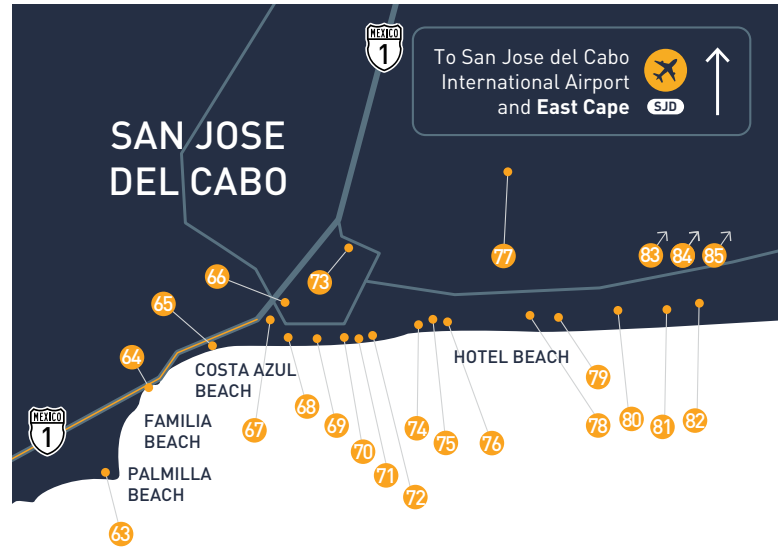 MEXICO
1
To San Jose del Cabo
International Airport
and East Cape
SJD
SAN JOSE
DEL CABO
77
83
84
85
73
66
65
64
COSTA AZUL
BEACH
HOTEL BEACH
FAMILIA
BEACH
PALMILLA
BEACH
MEXICO
1
67
68
69
70
71
72
74
75
76
78
79
80
81
82
63